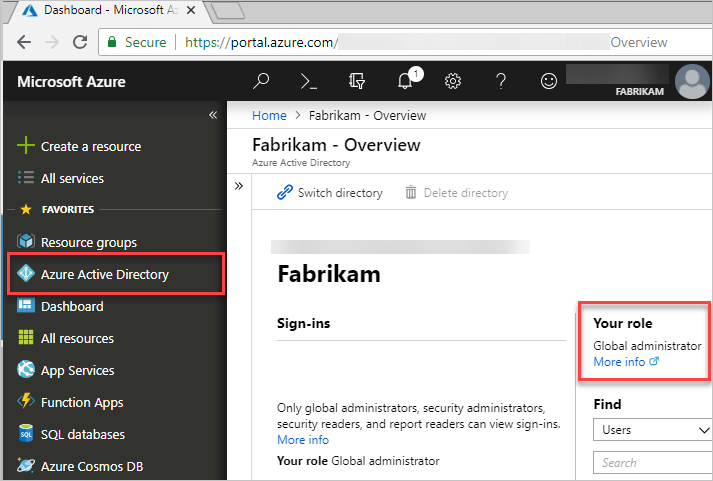 Dashboard - Microsoft Az
Secure
https://portal.azure.com/
Overview
Microsoft Azure
1
FABRIKAM
Create a resource
All services
FAVORITES
Resource groups
Azure Active Directory
Dashboard
All resources
App Services
Function Apps
SQL databases
Azure Cosmos DB
Home > Fabrikam - Overview
Fabrikam - Overview
Azure Active Directory
Switch directory
Delete directory
Fabrikam
Sign-ins
Only global administrators, security administrators,
security readers, and report readers can view sign-ins.
More info
Your role Global administrator
Your role
Global administrator
More info
Find
Users
Search